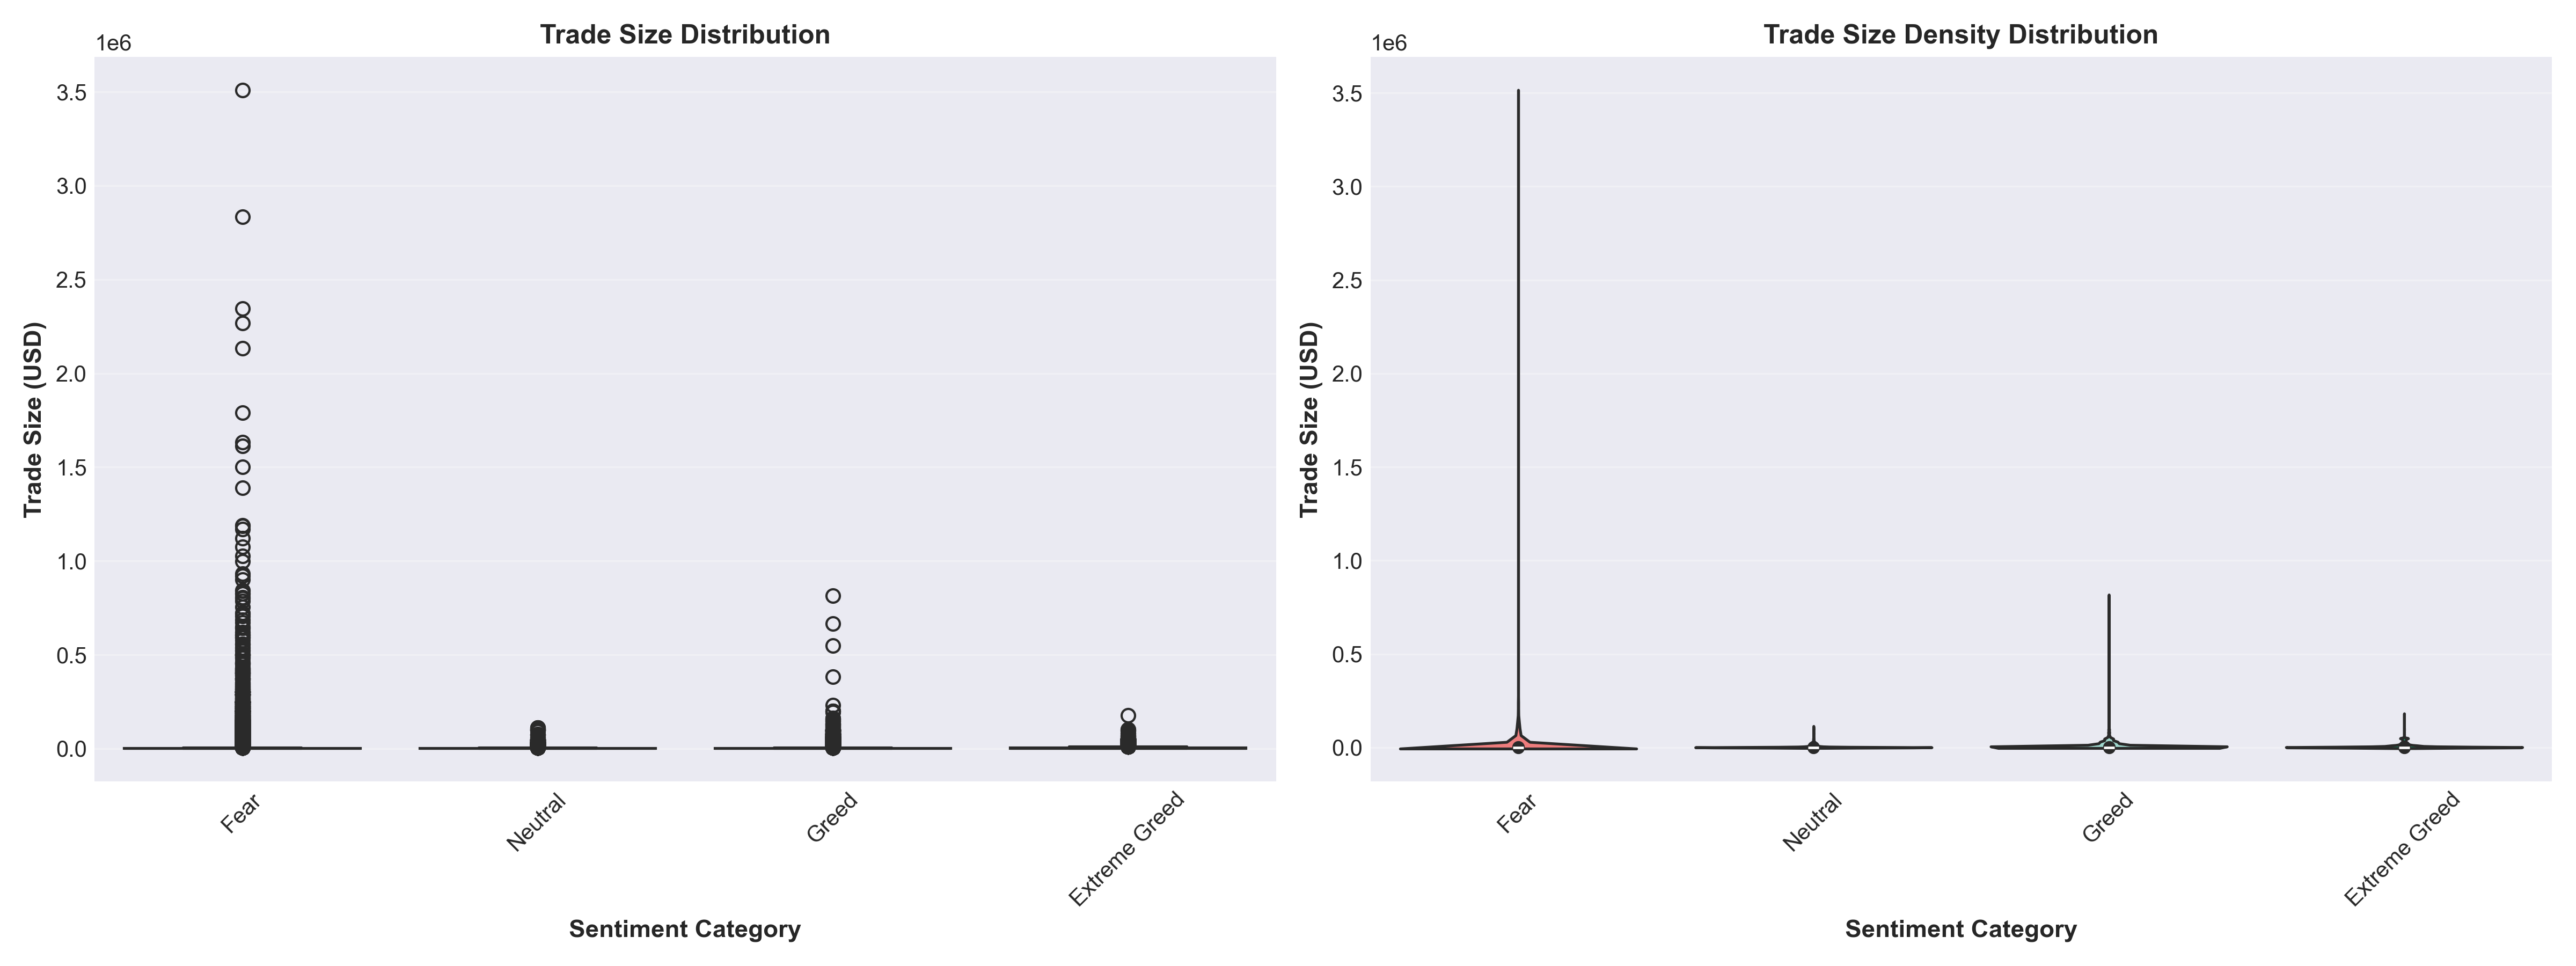 Trade Size Distribution
1e6
3.5
3.0
2.5
2.0
1.5
1.0
0.5
0.0
Trade Size (USD)
Fear
Neutral
Greed
Extreme Greed
Sentiment Category
Trade Size Density Distribution
1e6
3.5
3.0
2.5
2.0
1.5
1.0
0.5
0.0
Trade Size (USD)
Fear
Neutral
Greed
Extreme Greed
Sentiment Category